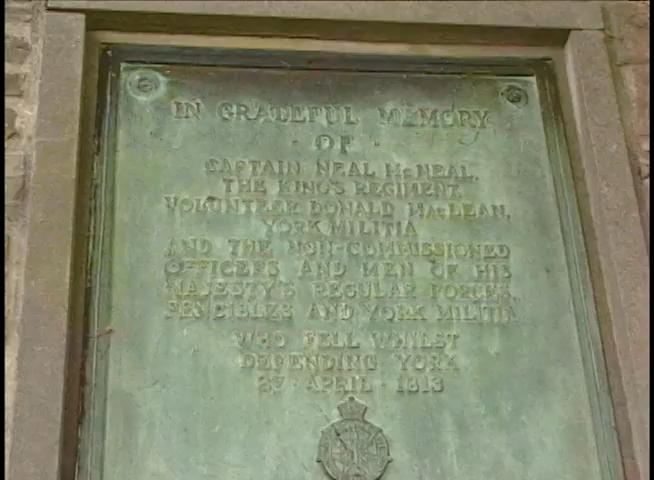 IN GRATEFUL MEMORY
· OF ·
CAPTAIN NEAL McNEAL,
THE KING'S REGIMENT,
VOLUNTEER DONALD MacLEAN,
YORK MILITIA
AND THE NON-COMMISSIONED
OFFICERS AND MEN OF HIS
MAJESTY'S REGULAR FORCES,
FENCIBLES AND YORK MILITIA
WHO FELL WHILST
DEFENDING YORK
27 · APRIL · 1813